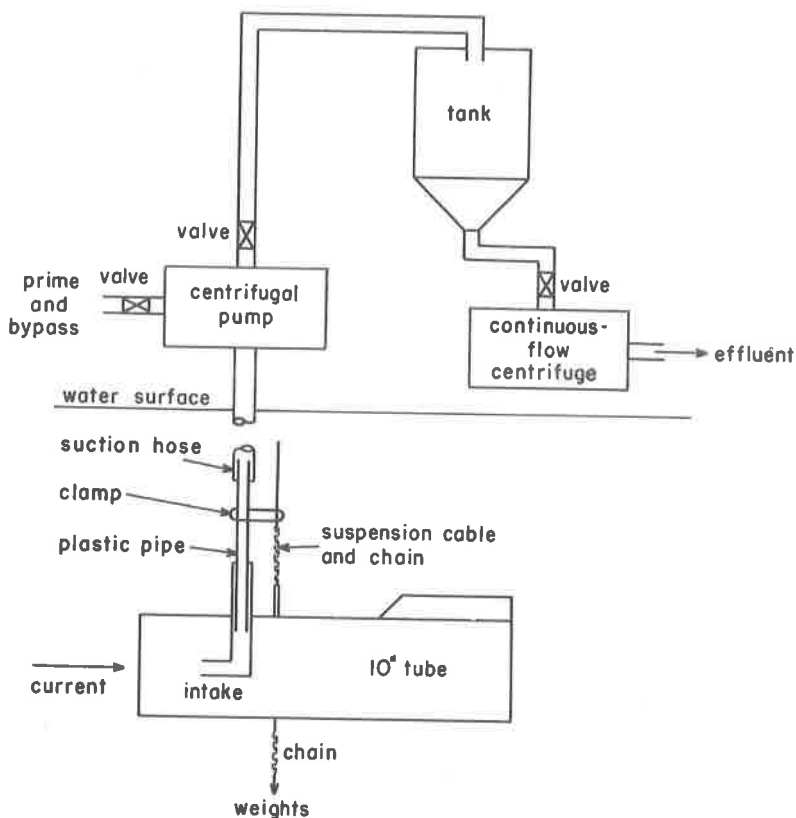 tank
valve
valve
prime
and
bypass
centrifugal
pump
valve
continuous-
flow
centrifuge
effluent
water surface
suction hose
clamp
plastic pipe
suspension cable
and chain
10" tube
current
intake
chain
weights